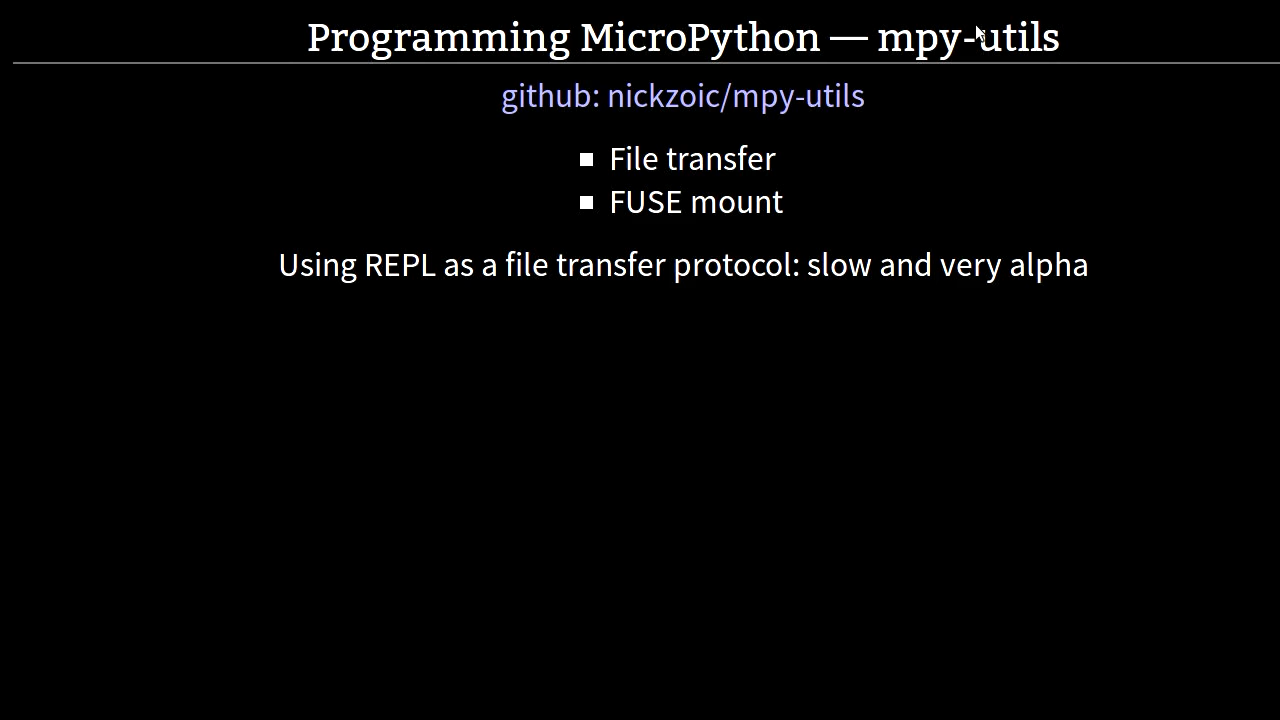 Programming MicroPython — mpy-utils
github: nickzoic/mpy-utils
File transfer
FUSE mount
Using REPL as a file transfer protocol: slow and very alpha